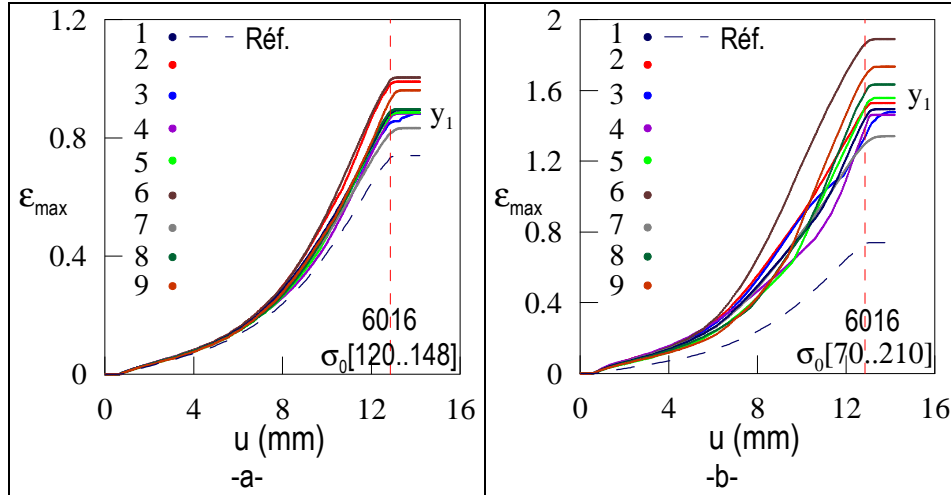 1.2
1
Réf.
2
3
4
5
6
7
8
9
0.8
0.4
0
εmax
y1
6016
σ0[120..148]
0 4 8 12 16
u (mm)
-a-
2
1
Réf.
2
3
4
5
6
7
8
9
1.6
1.2
0.8
0.4
0
εmax
y1
6016
σ0[70..210]
0 4 8 12 16
u (mm)
-b-